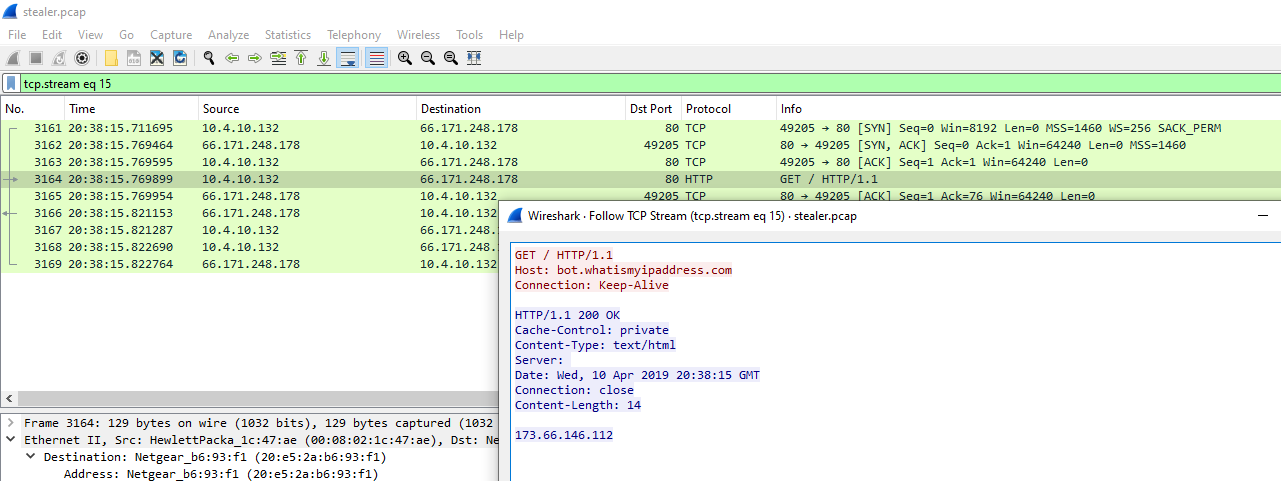 stealer.pcap
File Edit View Go Capture Analyze Statistics Telephony Wireless Tools Help
tcp.stream eq 15
No. Time Source Destination Dst Port Protocol Info
3161 20:38:15.711695 10.4.10.132 66.171.248.178 80 TCP 49205 → 80 [SYN] Seq=0 Win=8192 Len=0 MSS=1460 WS=256 SACK_PERM
3162 20:38:15.769464 66.171.248.178 10.4.10.132 49205 TCP 80 → 49205 [SYN, ACK] Seq=0 Ack=1 Win=64240 Len=0 MSS=1460
3163 20:38:15.769595 10.4.10.132 66.171.248.178 80 TCP 49205 → 80 [ACK] Seq=1 Ack=1 Win=64240 Len=0
3164 20:38:15.769899 10.4.10.132 66.171.248.178 80 HTTP GET / HTTP/1.1
3165 20:38:15.769954 66.171.248.178 10.4.10.132 49205 TCP 80 → 49205 [ACK] Seq=1 Ack=76 Win=64240 Len=0
3166 20:38:15.821153 66.171.248.178 10.4.10.132
3167 20:38:15.821287 10.4.10.132 66.171.248.178
3168 20:38:15.822690 10.4.10.132 66.171.248.178
3169 20:38:15.822764 66.171.248.178 10.4.10.132
Wireshark · Follow TCP Stream (tcp.stream eq 15) · stealer.pcap
GET / HTTP/1.1
Host: bot.whatismyipaddress.com
Connection: Keep-Alive
HTTP/1.1 200 OK
Cache-Control: private
Content-Type: text/html
Server:
Date: Wed, 10 Apr 2019 20:38:15 GMT
Connection: close
Content-Length: 14
173.66.146.112
Frame 3164: 129 bytes on wire (1032 bits), 129 bytes captured (1032
Ethernet II, Src: HewlettPacka_1c:47:ae (00:08:02:1c:47:ae), Dst: Ne
Destination: Netgear_b6:93:f1 (20:e5:2a:b6:93:f1)
Address: Netgear_b6:93:f1 (20:e5:2a:b6:93:f1)